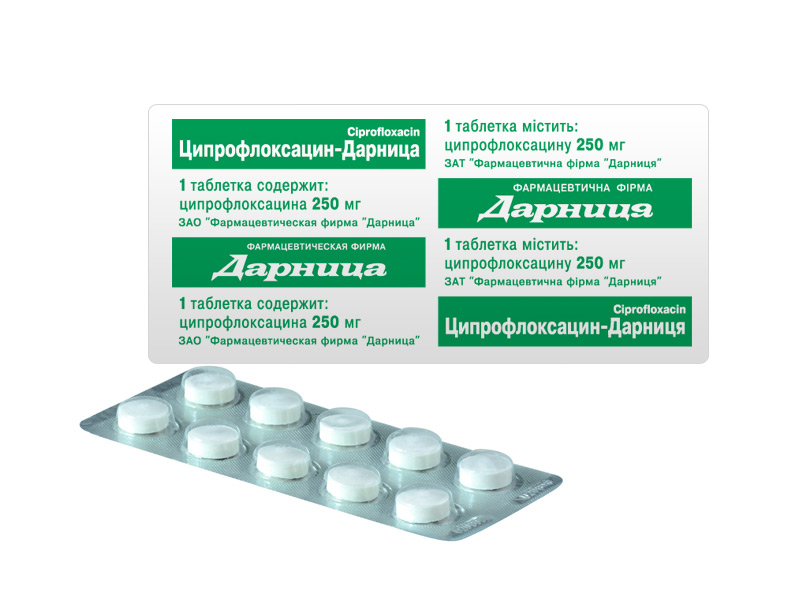 Ciprofloxacin
Ципрофлоксацин-Дарница
1 таблетка содержит:
ципрофлоксацина 250 мг
ЗАО "Фармацевтическая фирма "Дарница"
ФАРМАЦЕВТИЧЕСКАЯ ФИРМА
Дарница
1 таблетка содержит:
ципрофлоксацина 250 мг
ЗАО "Фармацевтическая фирма "Дарница"
1 таблетка містить:
ципрофлоксацину 250 мг
ЗАТ "Фармацевтична фірма "Дарниця"
ФАРМАЦЕВТИЧНА ФІРМА
Дарниця
1 таблетка містить:
ципрофлоксацину 250 мг
ЗАТ "Фармацевтична фірма "Дарниця"
Ciprofloxacin
Ципрофлоксацин-Дарниця